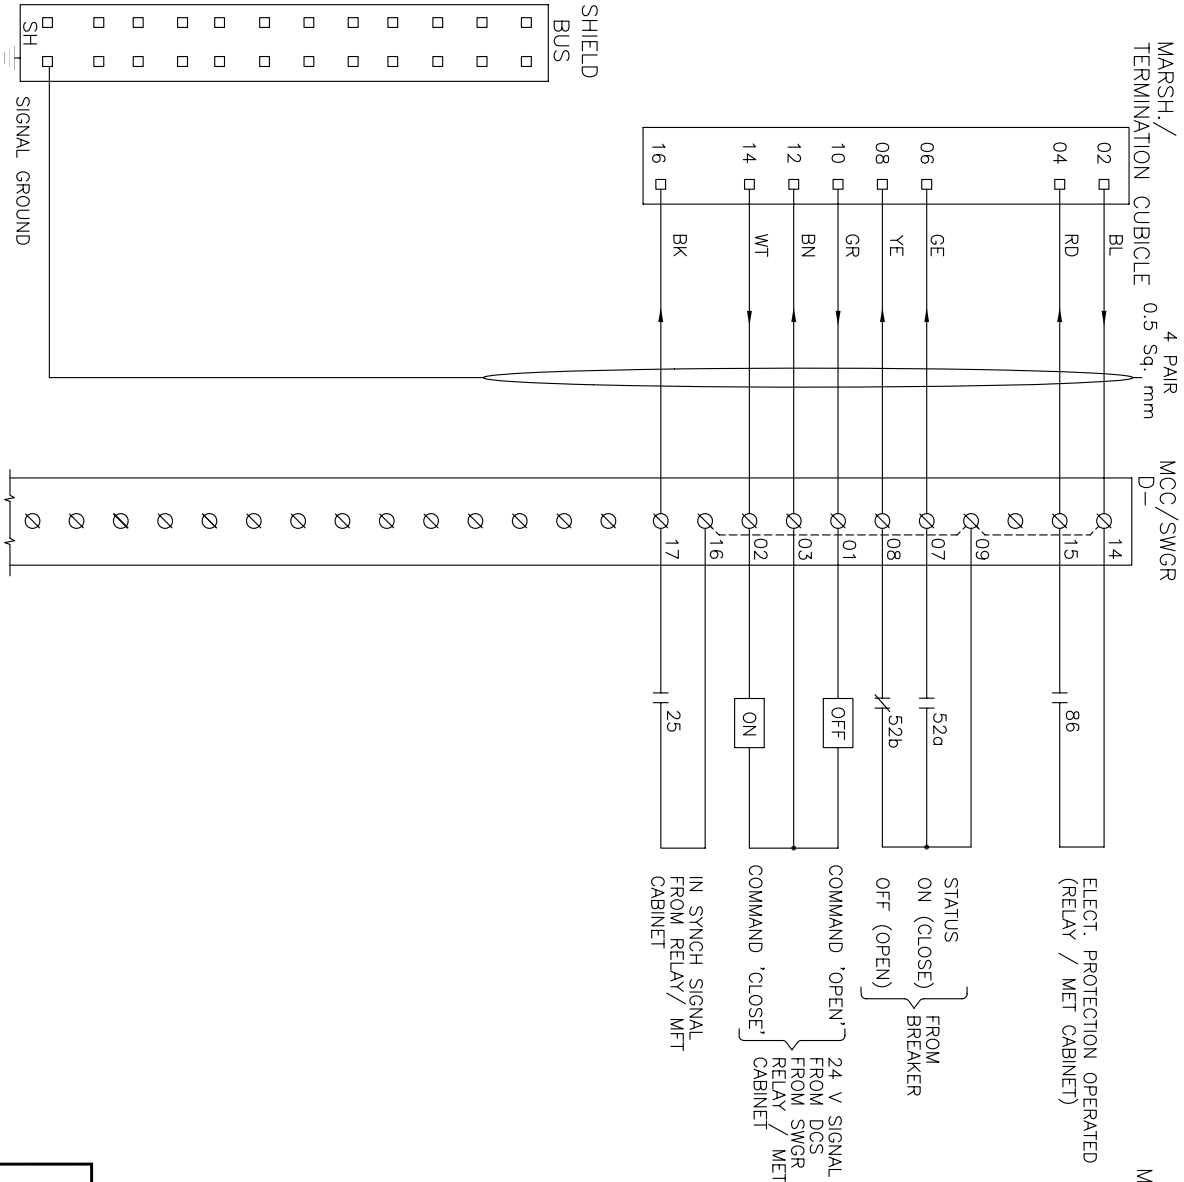 MARSH./
TERMINATION CUBICLE
4 PAIR
0.5 Sq. mm
MCC/SWGR
D-
M
02
BL
14
04
RD
15
86
ELECT. PROTECTION OPERATED
(RELAY / MET CABINET)
09
STATUS
06
GE
07
52a
ON (CLOSE)
08
YE
08
52b
OFF (OPEN)
FROM
BREAKER
10
GR
01
OFF
COMMAND 'OPEN'
12
BN
03
14
WT
02
ON
COMMAND 'CLOSE'
24 V SIGNAL
FROM DCS
FROM SWGR
RELAY / MET
CABINET
16
16
BK
17
25
IN SYNCH SIGNAL
FROM RELAY/ MFT
CABINET
SHIELD
BUS
SH
SIGNAL GROUND